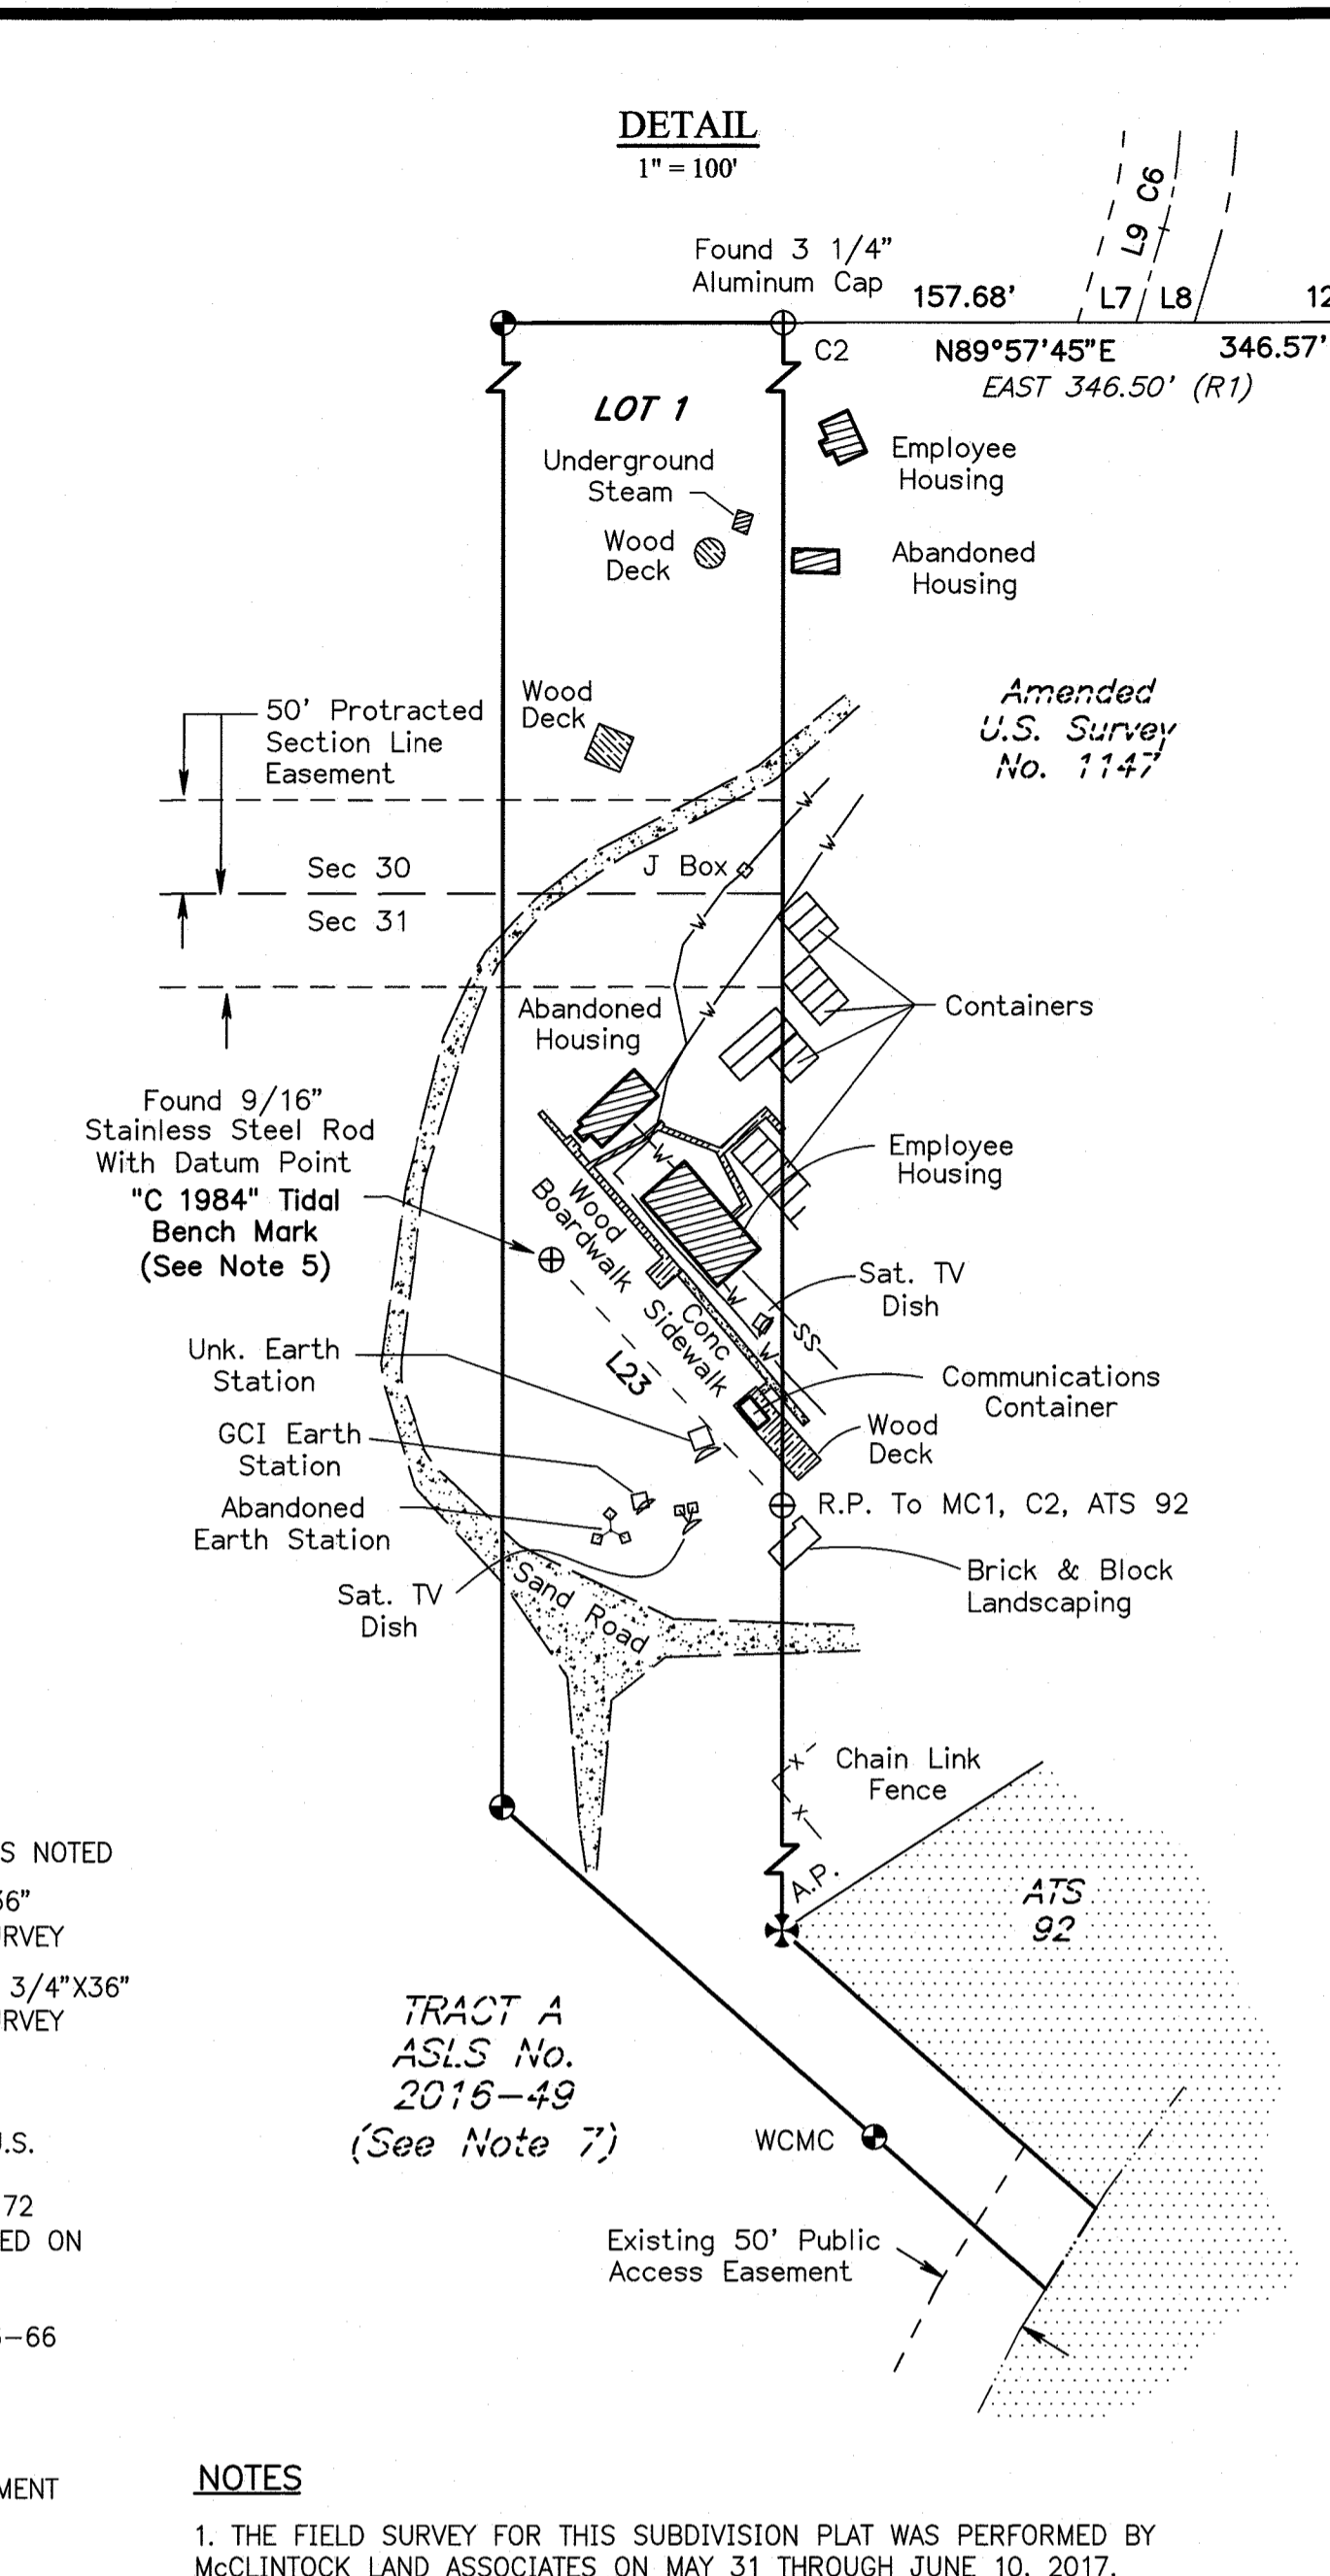 DETAIL
1" = 100'
Found 3 1/4"
Aluminum Cap
157.68'
L9 C6
L7
L8
12
C2
N89°57'45"E
346.57'
EAST 346.50' (R1)
LOT 1
Underground
Steam
Employee
Housing
Wood
Deck
Abandoned
Housing
Amended
U.S. Survey
No. 1147
Wood
Deck
50' Protracted
Section Line
Easement
W
W
J Box
Sec 30
Sec 31
W
W
Containers
Abandoned
Housing
Found 9/16"
Stainless Steel Rod
With Datum Point
"C 1984" Tidal
Bench Mark
(See Note 5)
W
Employee
Housing
Wood
Boardwalk
Conc
Sidewalk
W
W
SS
Sat. TV
Dish
L23
Unk. Earth
Station
Communications
Container
Wood
Deck
GCI Earth
Station
Abandoned
Earth Station
R.P. To MC1, C2, ATS 92
Sat. TV
Dish
Sand Road
Brick & Block
Landscaping
X
X
Chain Link
Fence
A.P.
ATS
92
S NOTED
36"
RVEY
3/4"X36"
RVEY
TRACT A
ASLS No.
2016-49
(See Note 7)
WCMC
.S.
72
ED ON
Existing 50' Public
Access Easement
-66
MENT
NOTES
1. THE FIELD SURVEY FOR THIS SUBDIVISION PLAT WAS PERFORMED BY
McCLINTOCK LAND ASSOCIATES ON MAY 31 THROUGH JUNE 10, 2017.